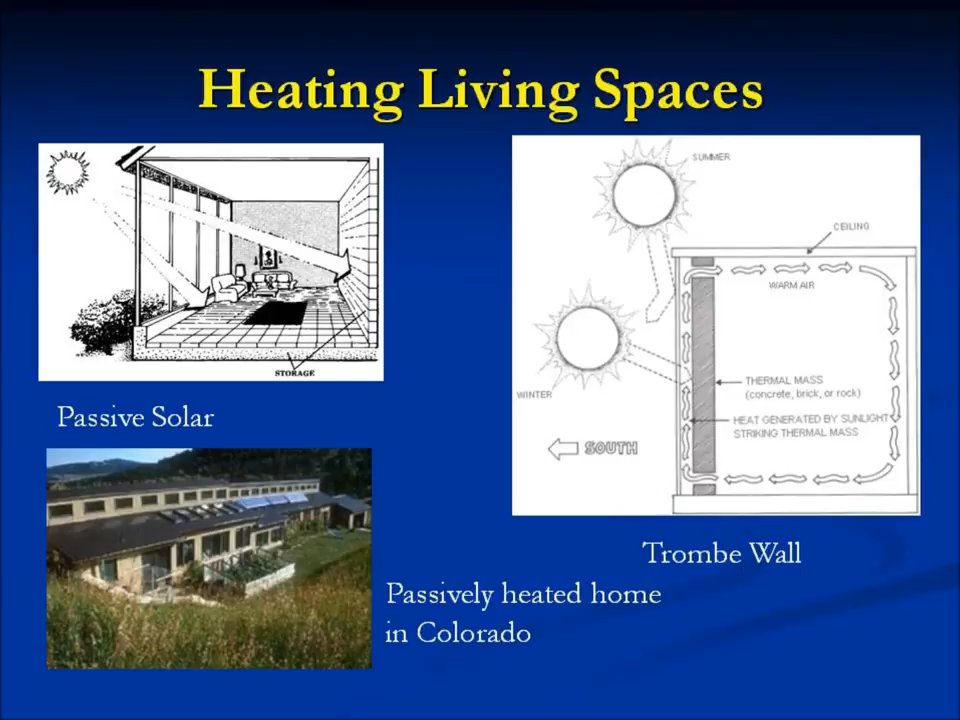 Heating Living Spaces
STORAGE
Passive Solar
SUMMER
CEILING
WARM AIR
WINTER
THERMAL MASS
(concrete, brick, or rock)
HEAT GENERATED BY SUNLIGHT
STRIKING THERMAL MASS
SOUTH
Trombe Wall
Passively heated home
in Colorado